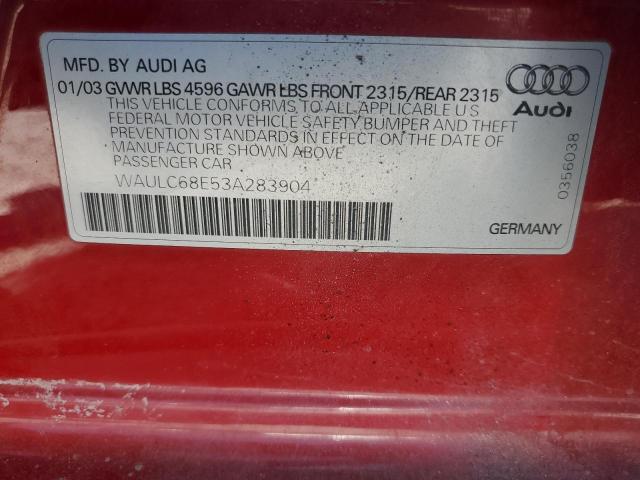 MFD. BY AUDI AG
01/03 GVWR LBS 4596 GAWR LBS FRONT 2315/REAR 2315
THIS VEHICLE CONFORMS TO ALL APPLICABLE U S
FEDERAL MOTOR VEHICLE SAFETY,BUMPER AND THEFT
PREVENTION STANDARDS IN EFFECT ON THE DATE OF
MANUFACTURE SHOWN ABOVE
PASSENGER CAR
WAULC68E53A283904
Audi
0356038
GERMANY